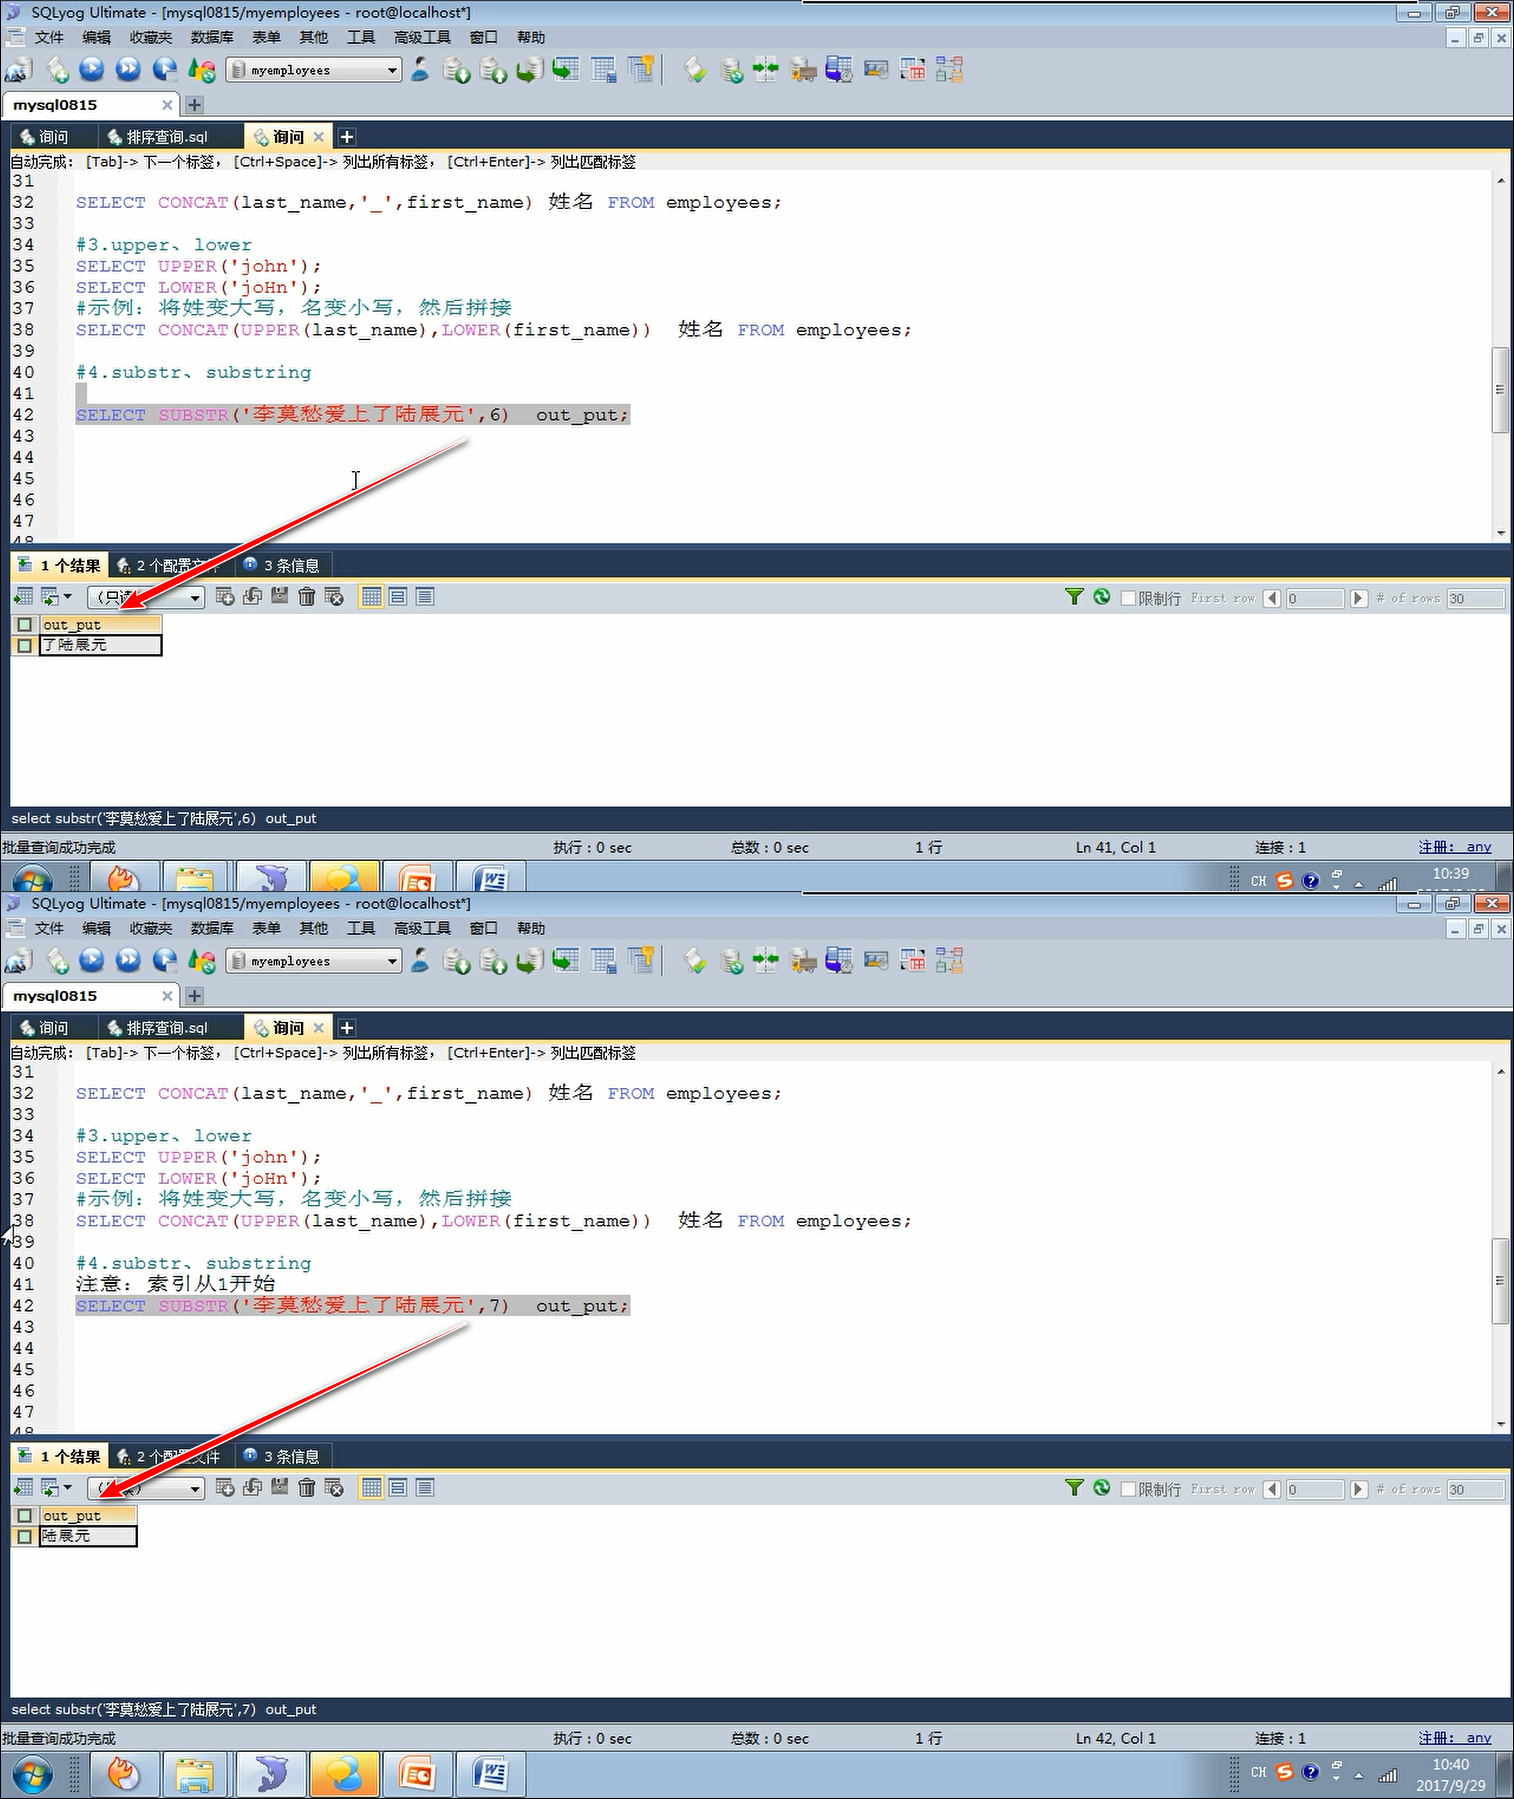 SQLyog Ultimate - [mysql0815/myemployees - root@localhost*]
文件 编辑 收藏夹 数据库 表单 其他 工具 高级工具 窗口 帮助
myemployees
mysql0815
询问 排序查询.sql 询问
自动完成: [Tab]-> 下一个标签, [Ctrl+Space]-> 列出所有标签, [Ctrl+Enter]-> 列出匹配标签
31
32 SELECT CONCAT(last_name,'_',first_name) 姓名 FROM employees;
33
34 #3.upper、lower
35 SELECT UPPER('john');
36 SELECT LOWER('joHn');
37 #示例：将姓变大写，名变小写，然后拼接
38 SELECT CONCAT(UPPER(last_name),LOWER(first_name)) 姓名 FROM employees;
39
40 #4.substr、substring
41
42 SELECT SUBSTR('李莫愁爱上了陆展元',6) out_put;
43
44
45
46
47
48
1 个结果 2 个配置文件 3 条信息
(只读 限制行 First row 0 # of rows 30
out_put
了陆展元
select substr('李莫愁爱上了陆展元',6) out_put
批量查询成功完成 执行 : 0 sec 总数 : 0 sec 1 行 Ln 41, Col 1 连接 : 1 注册: any
CH 10:39
SQLyog Ultimate - [mysql0815/myemployees - root@localhost*]
文件 编辑 收藏夹 数据库 表单 其他 工具 高级工具 窗口 帮助
myemployees
mysql0815
询问 排序查询.sql 询问
自动完成: [Tab]-> 下一个标签, [Ctrl+Space]-> 列出所有标签, [Ctrl+Enter]-> 列出匹配标签
31
32 SELECT CONCAT(last_name,'_',first_name) 姓名 FROM employees;
33
34 #3.upper、lower
35 SELECT UPPER('john');
36 SELECT LOWER('joHn');
37 #示例：将姓变大写，名变小写，然后拼接
38 SELECT CONCAT(UPPER(last_name),LOWER(first_name)) 姓名 FROM employees;
39
40 #4.substr、substring
41 注意：索引从1开始
42 SELECT SUBSTR('李莫愁爱上了陆展元',7) out_put;
43
44
45
46
47
48
1 个结果 2 个配置文件 3 条信息
限制行 First row 0 # of rows 30
out_put
陆展元
select substr('李莫愁爱上了陆展元',7) out_put
批量查询成功完成 执行 : 0 sec 总数 : 0 sec 1 行 Ln 42, Col 1 连接 : 1 注册: any
CH 10:40
2017/9/29